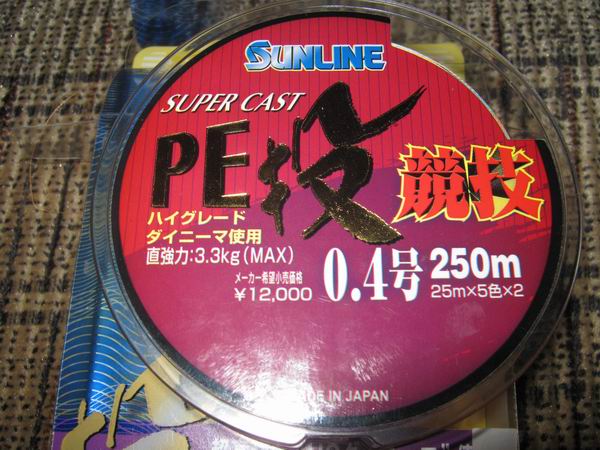 SUNLINE
SUPER CAST
PE投
競技
ハイグレード
ダイニーマ使用
直強力:3.3kg(MAX)
メーカー希望小売価格
¥12,000
0.4号
250m
25m×5色×2
MADE IN JAPAN